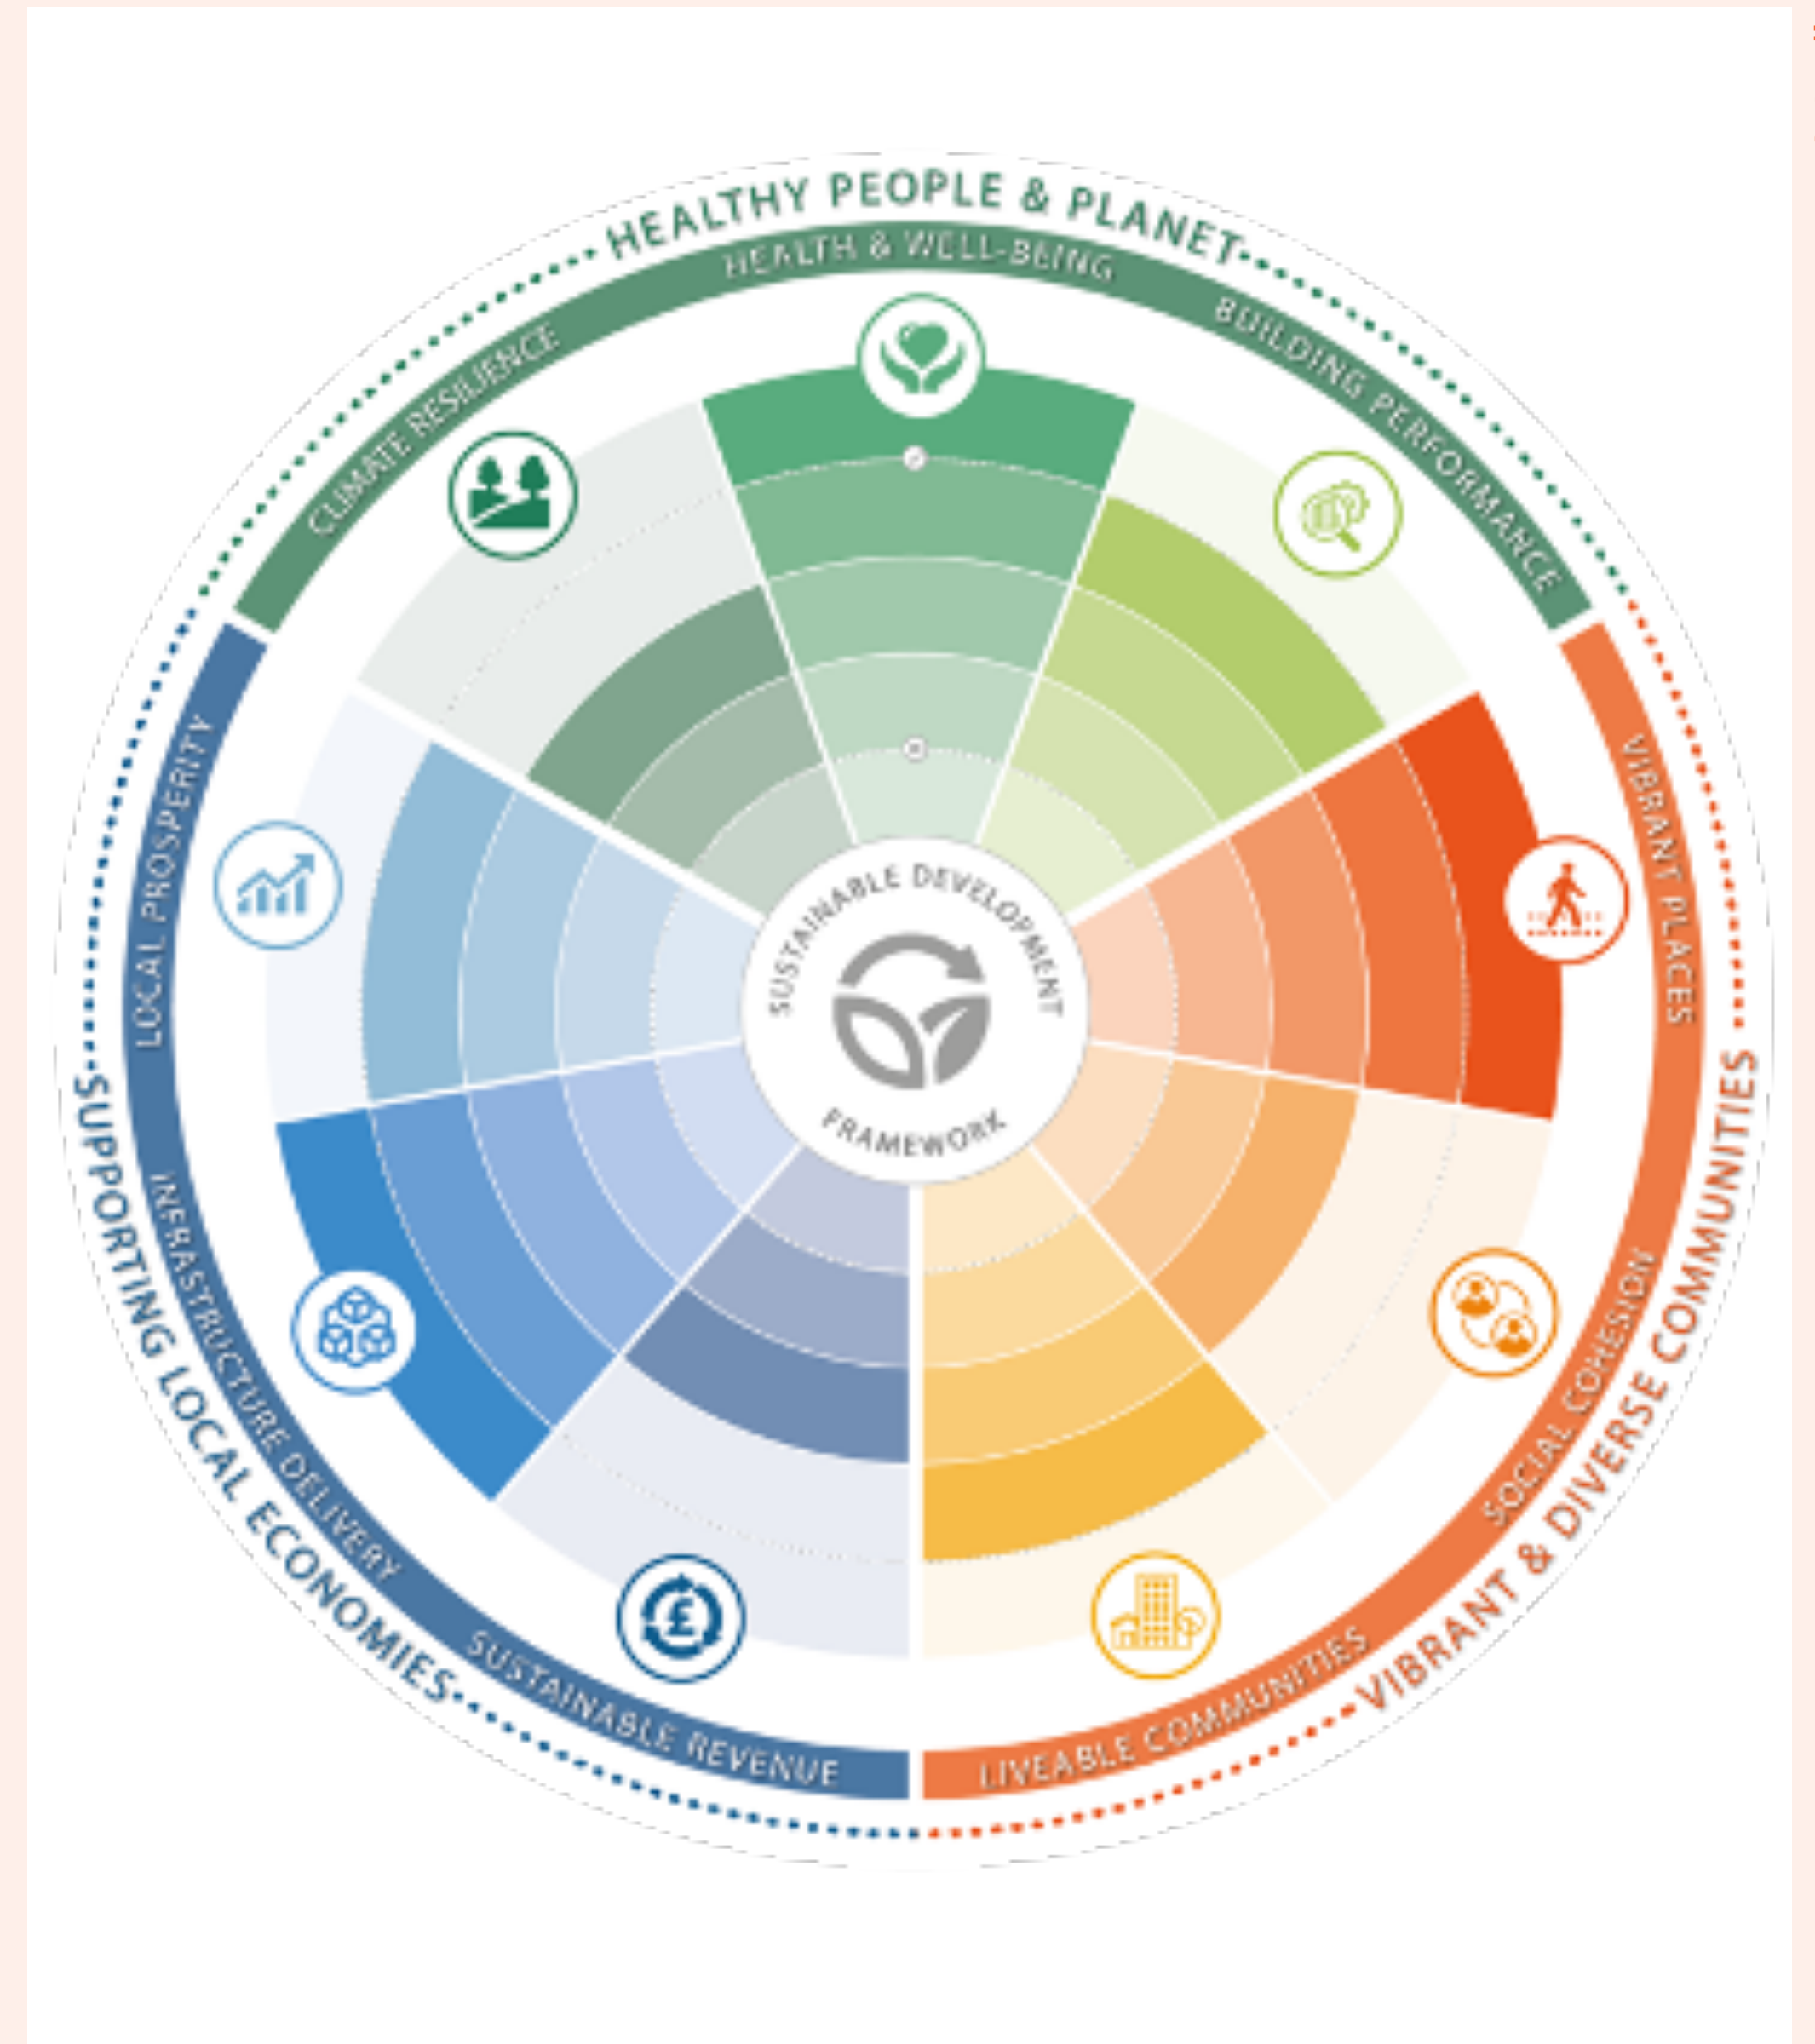 HEALTHY PEOPLE & PLANET
HEALTH & WELL-BEING
BUILDING PERFORMANCE
CLIMATE RESILIENCE
VIBRANT PLACES
LOCAL PROSPERITY
SUSTAINABLE DEVELOPMENT
FRAMEWORK
£
SOCIAL COHESION
VIBRANT & DIVERSE COMMUNITIES
INFRASTRUCTURE DELIVERY
SUPPORTING LOCAL ECONOMIES
SUSTAINABLE REVENUE
LIVEABLE COMMUNITIES